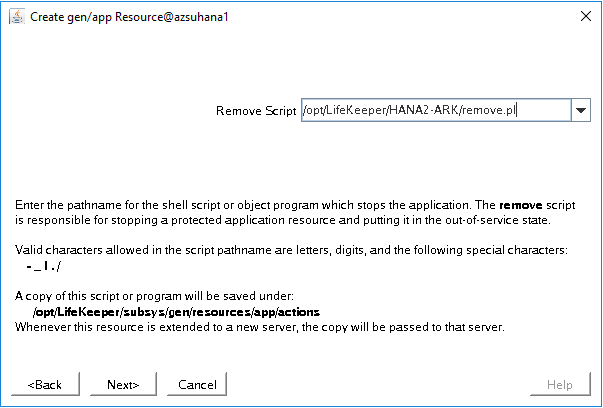 Create gen/app Resource@azsuhana1
Remove Script /opt/LifeKeeper/HANA2-ARK/remove.pl
Enter the pathname for the shell script or object program which stops the application. The remove script
is responsible for stopping a protected application resource and putting it in the out-of-service state.
Valid characters allowed in the script pathname are letters, digits, and the following special characters:
- _ ! . /
A copy of this script or program will be saved under:
/opt/LifeKeeper/subsys/gen/resources/app/actions
Whenever this resource is extended to a new server, the copy will be passed to that server.
<Back Next> Cancel Help